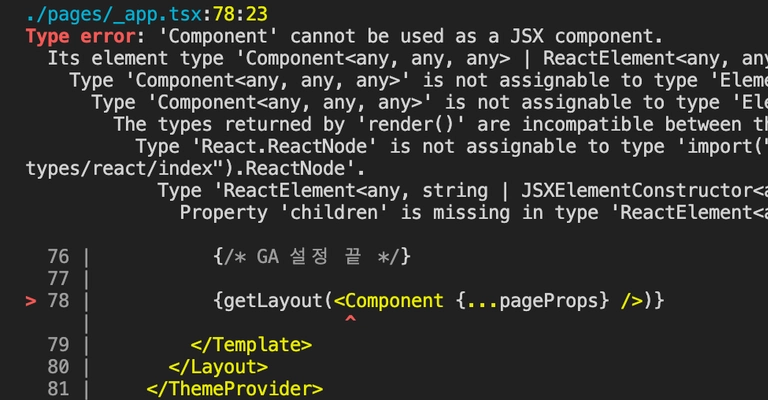 ./pages/_app.tsx:78:23
Type error: 'Component' cannot be used as a JSX component.
Its element type 'Component<any, any, any> | ReactElement<any, any
Type 'Component<any, any, any>' is not assignable to type 'Eleme
Type 'Component<any, any, any>' is not assignable to type 'Ele
The types returned by 'render()' are incompatible between th
Type 'React.ReactNode' is not assignable to type 'import("
types/react/index").ReactNode'.
Type 'ReactElement<any, string | JSXElementConstructor<a
Property 'children' is missing in type 'ReactElement<a
76 | {/* GA 설정 끝 */}
77 |
> 78 | {getLayout(<Component {...pageProps} />)}
| ^
79 | </Template>
80 | </Layout>
81 | </ThemeProvider>